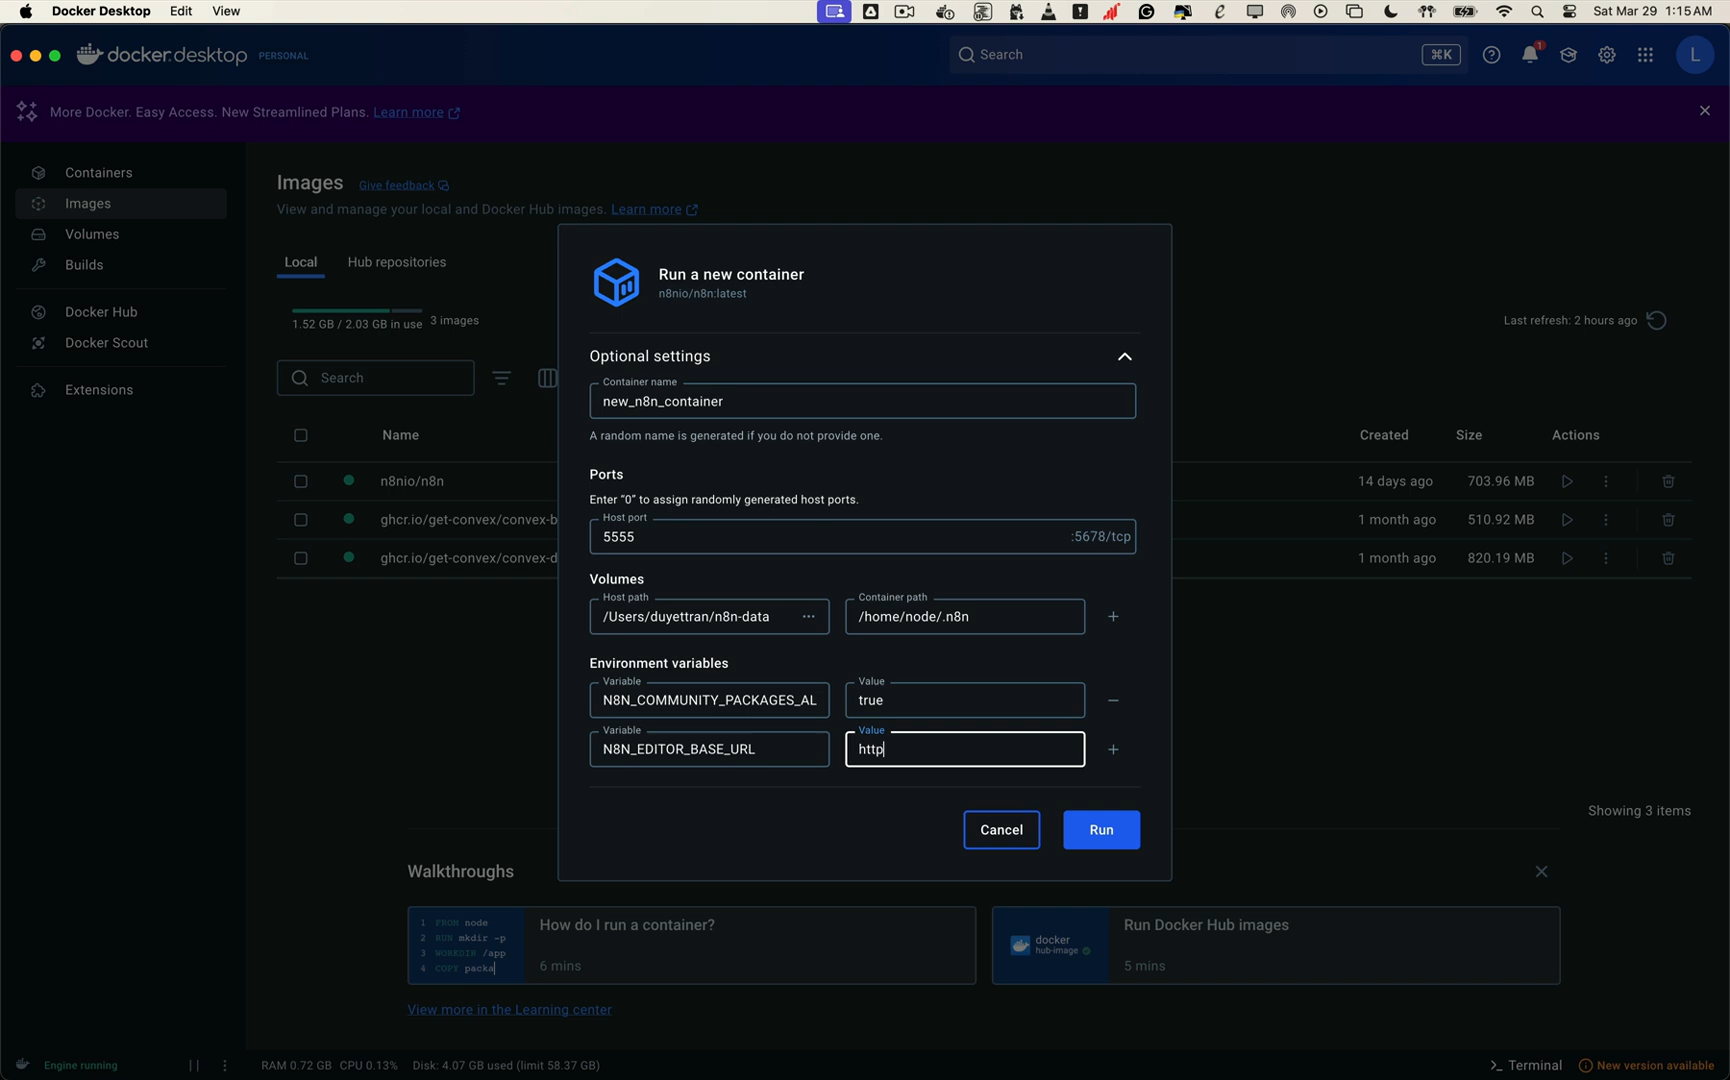 Docker Desktop Edit View
Sat Mar 29 1:15 AM
docker.desktop PERSONAL
Search
⌘K
1
L
More Docker. Easy Access. New Streamlined Plans. Learn more
Containers
Images
Volumes
Builds
Docker Hub
Docker Scout
Extensions
Images Give feedback
View and manage your local and Docker Hub images. Learn more
Local Hub repositories
1.52 GB / 2.03 GB in use 3 images
Last refresh: 2 hours ago
Search
Name Created Size Actions
n8nio/n8n 14 days ago 703.96 MB
ghcr.io/get-convex/convex-b 1 month ago 510.92 MB
ghcr.io/get-convex/convex-d 1 month ago 820.19 MB
Run a new container
n8nio/n8n:latest
Optional settings
Container name
new_n8n_container
A random name is generated if you do not provide one.
Ports
Enter “0” to assign randomly generated host ports.
Host port
5555 :5678/tcp
Volumes
Host path Container path
/Users/duyettran/n8n-data ··· /home/node/.n8n
Environment variables
Variable Value
N8N_COMMUNITY_PACKAGES_AL true
Variable Value
N8N_EDITOR_BASE_URL http
Cancel Run
Showing 3 items
Walkthroughs
1 FROM node
2 RUN mkdir -p
3 WORKDIR /app
4 COPY packa
How do I run a container?
6 mins
docker
hub-image
Run Docker Hub images
5 mins
View more in the Learning center
Engine running RAM 0.72 GB CPU 0.13% Disk: 4.07 GB used (limit 58.37 GB) >_ Terminal New version available